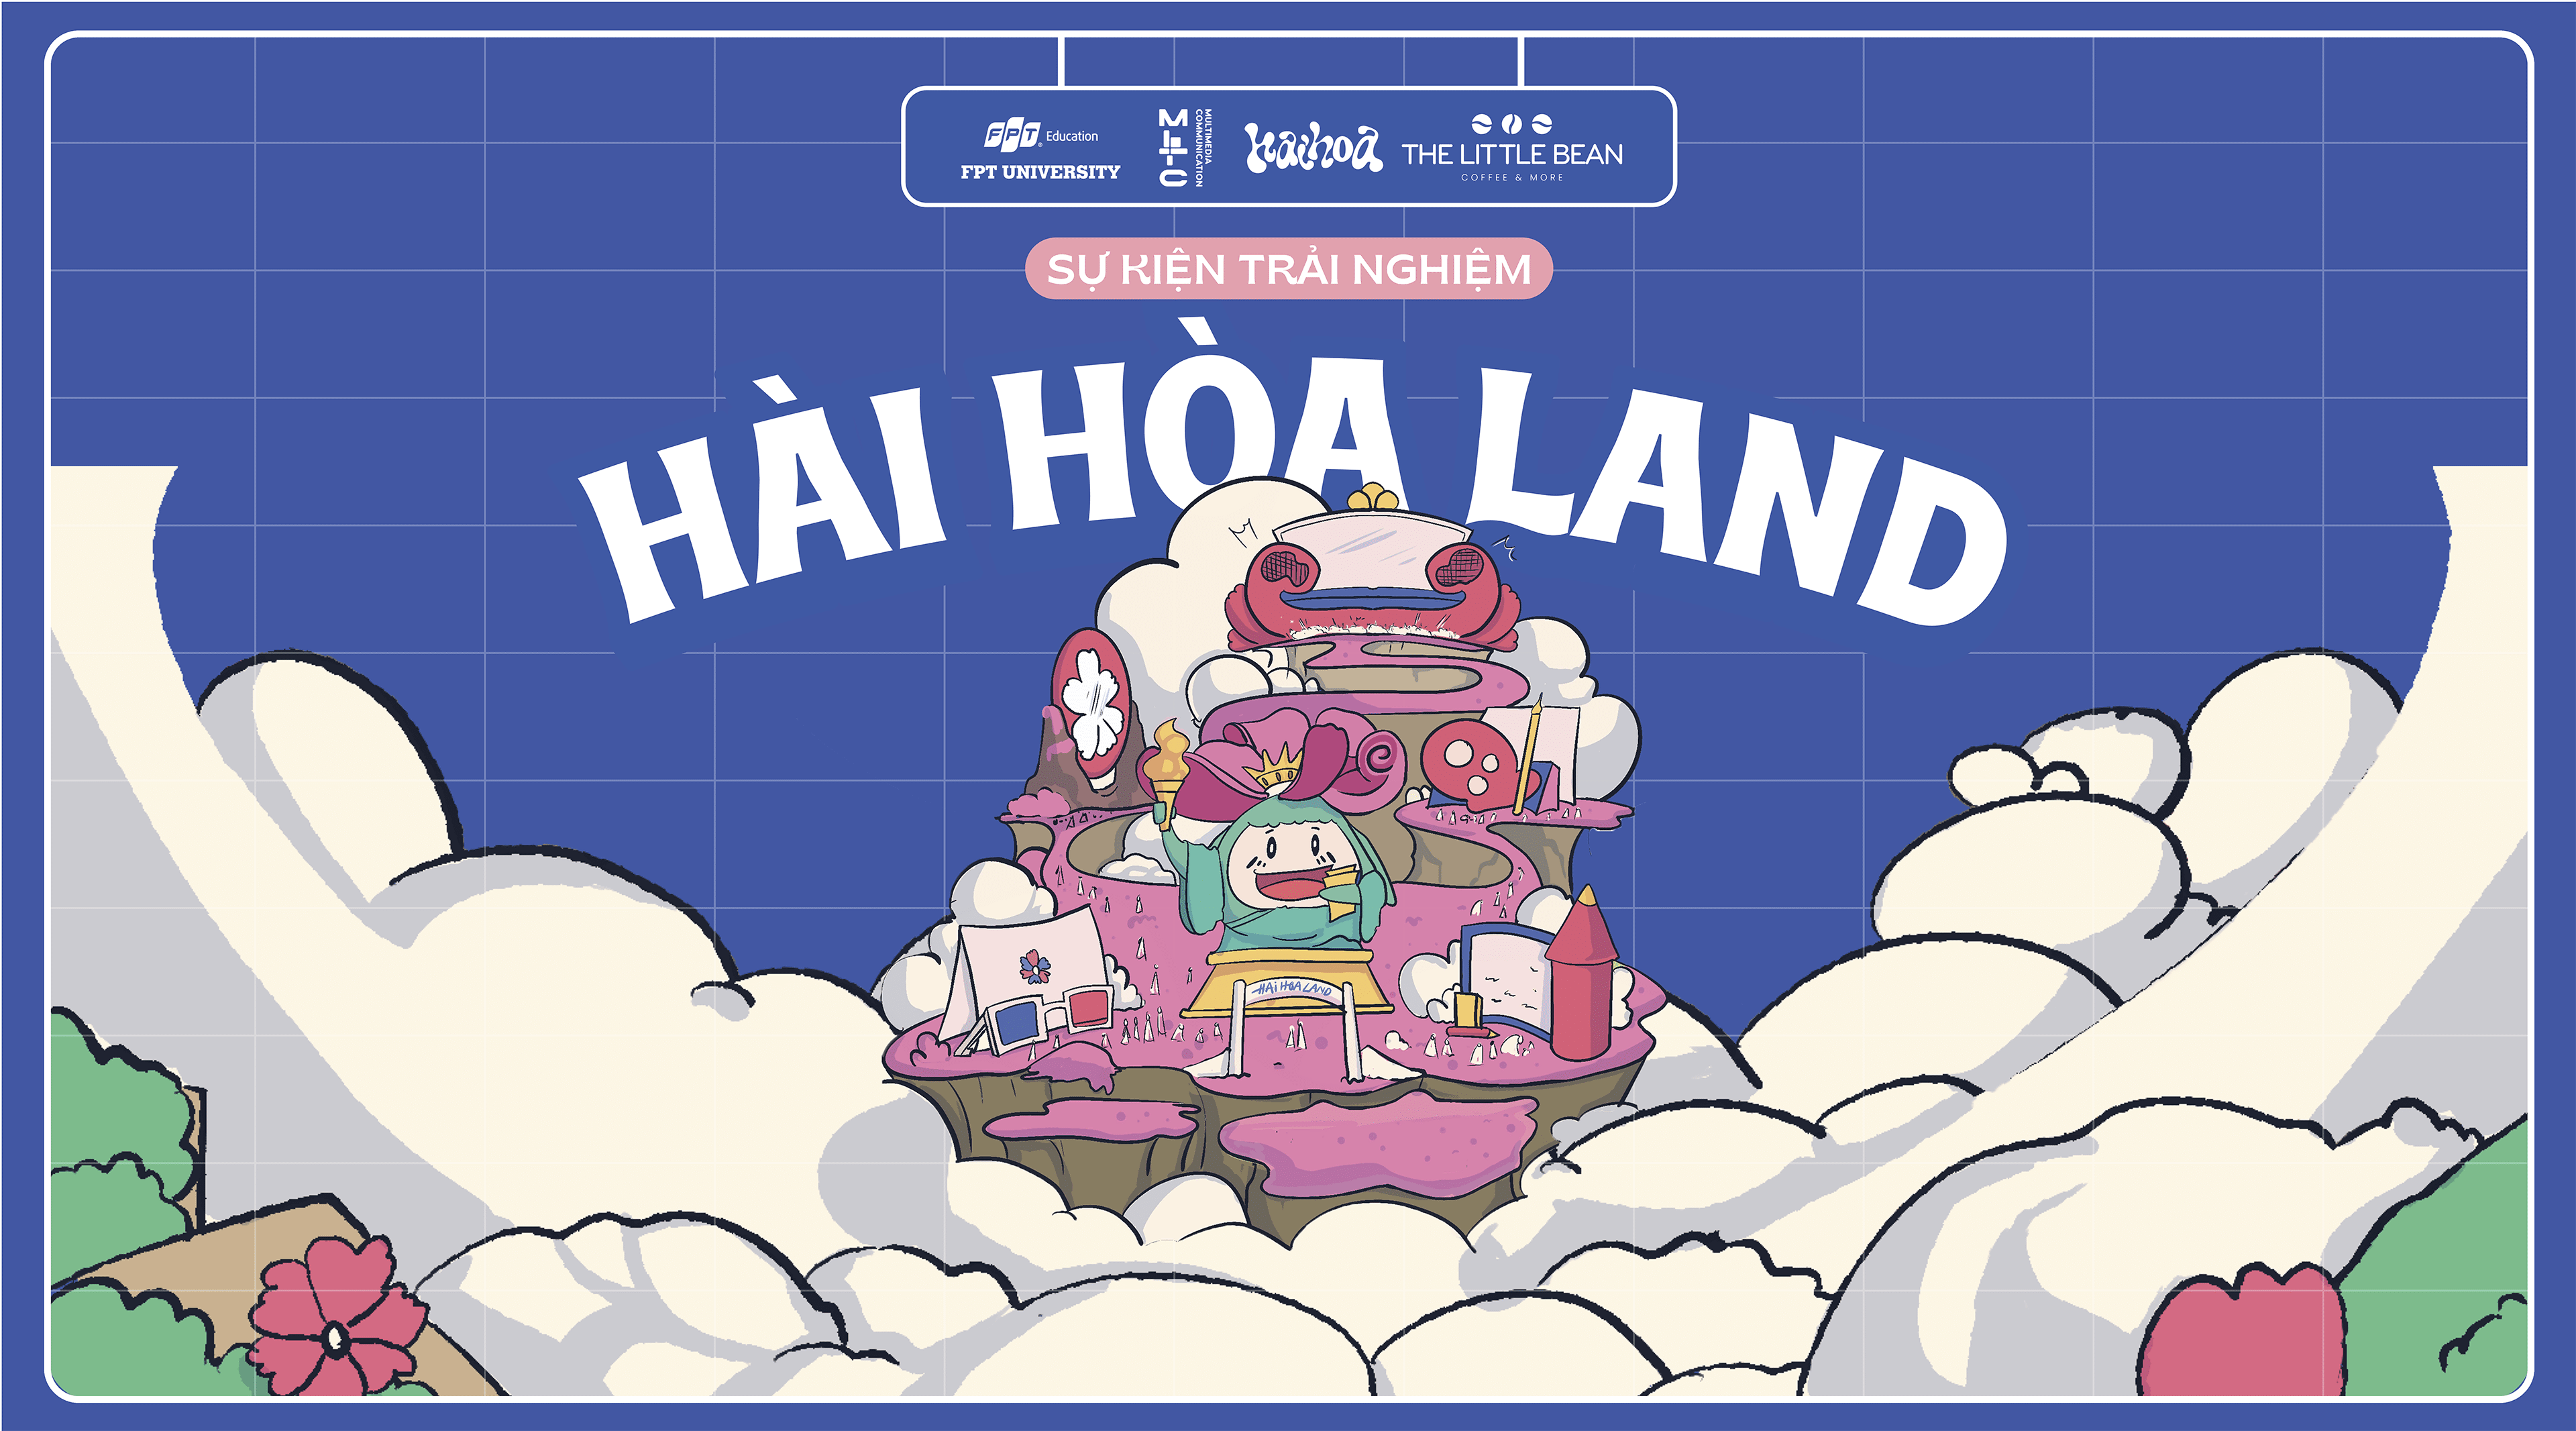 FPT Education
FPT UNIVERSITY
MTC
MULTIMEDIA
COMMUNICATION
Haihoa
THE LITTLE BEAN
COFFEE & MORE
SỰ KIỆN TRẢI NGHIỆM
HÀI HÒA LAND
HAI HOA LAND